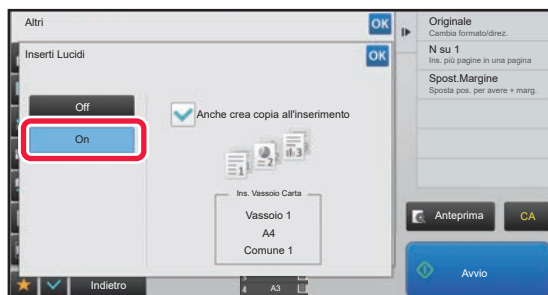 Altri
OK
Inserti Lucidi
OK
Off
On
Anche crea copia all'inserimento
1
2
3
Ins. Vassoio Carta
Vassoio 1
A4
Comune 1
Indietro
4
A3
Originale
Cambia formato/direz.
N su 1
Ins. più pagine in una pagina
Spost.Margine
Sposta pos. per avere + marg.
Anteprima
CA
Avvio